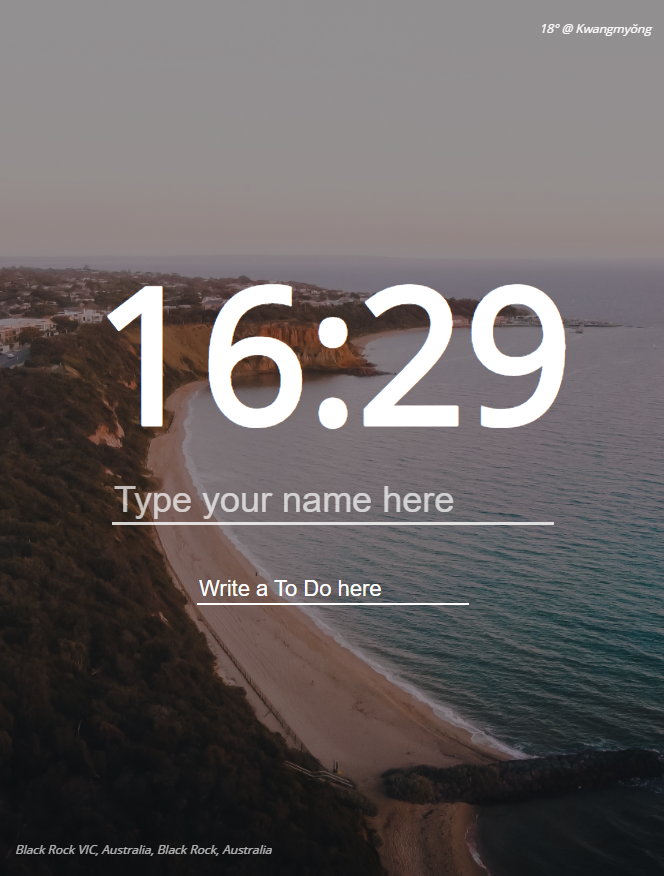 18° @ Kwangmyŏng
16:29
Type your name here
Write a To Do here
Black Rock VIC, Australia, Black Rock, Australia